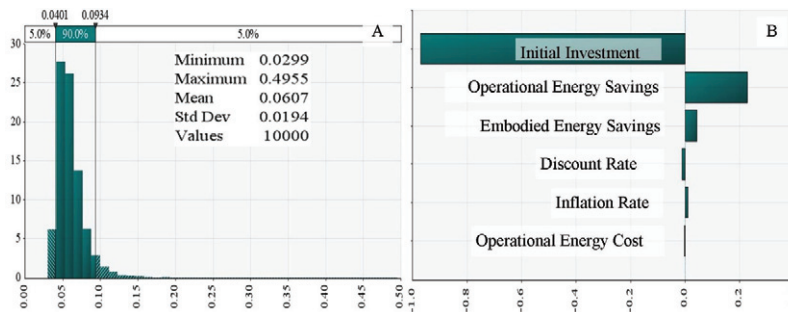 0.0401 0.0934
5.0% 90.0% 5.0%
A
30
25
20
15
10
5
0
Minimum 0.0299
Maximum 0.4955
Mean 0.0607
Std Dev 0.0194
Values 10000
0.00 0.05 0.10 0.15 0.20 0.25 0.30 0.35 0.40 0.45 0.50
B
Initial Investment
Operational Energy Savings
Embodied Energy Savings
Discount Rate
Inflation Rate
Operational Energy Cost
-1.0 -0.8 -0.6 -0.4 -0.2 0.0 0.2